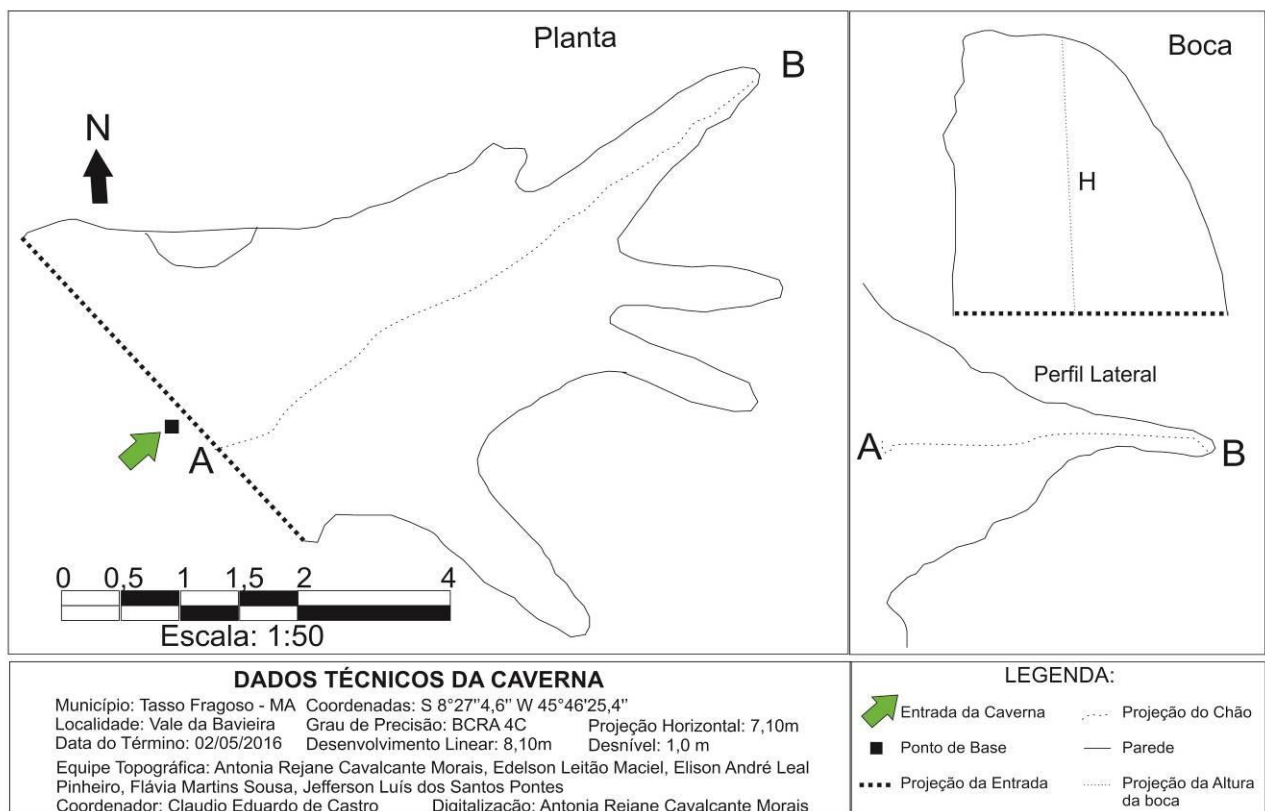 Planta
B
N
A
0 0,5 1 1,5 2 4
Escala: 1:50
Boca
H
Perfil Lateral
A
B
DADOS TÉCNICOS DA CAVERNA
Município: Tasso Fragoso - MA Coordenadas: S 8°27"4,6" W 45°46'25,4"
Localidade: Vale da Bavieira Grau de Precisão: BCRA 4C Projeção Horizontal: 7,10m
Data do Término: 02/05/2016 Desenvolvimento Linear: 8,10m Desnível: 1,0 m
Equipe Topográfica: Antonia Rejane Cavalcante Morais, Edelson Leitão Maciel, Elison André Leal
Pinheiro, Flávia Martins Sousa, Jefferson Luís dos Santos Pontes
Coordenador: Claudio Eduardo de Castro Digitalização: Antonia Rejane Cavalcante Morais
LEGENDA:
Entrada da Caverna
Projeção do Chão
Ponto de Base
Parede
Projeção da Entrada
Projeção da Altura
da boca